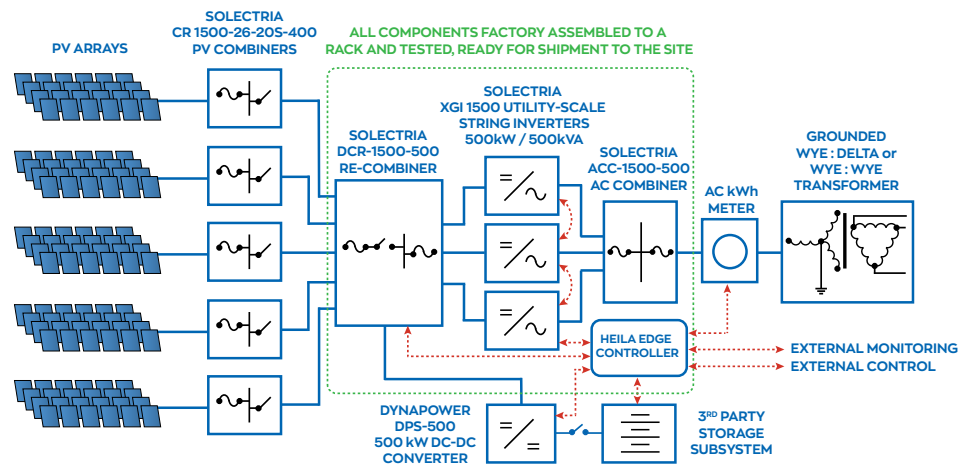 PV ARRAYS
SOLECTRIA
CR 1500-26-20S-400
PV COMBINERS
ALL COMPONENTS FACTORY ASSEMBLED TO A
RACK AND TESTED, READY FOR SHIPMENT TO THE SITE
SOLECTRIA
DCR-1500-500
RE-COMBINER
SOLECTRIA
XGI 1500 UTILITY-SCALE
STRING INVERTERS
500kW / 500kVA
SOLECTRIA
ACC-1500-500
AC COMBINER
AC kWh
METER
GROUNDED
WYE : DELTA or
WYE : WYE
TRANSFORMER
HEILA EDGE
CONTROLLER
EXTERNAL MONITORING
EXTERNAL CONTROL
DYNAPOWER
DPS-500
500 kW DC-DC
CONVERTER
3RD PARTY
STORAGE
SUBSYSTEM